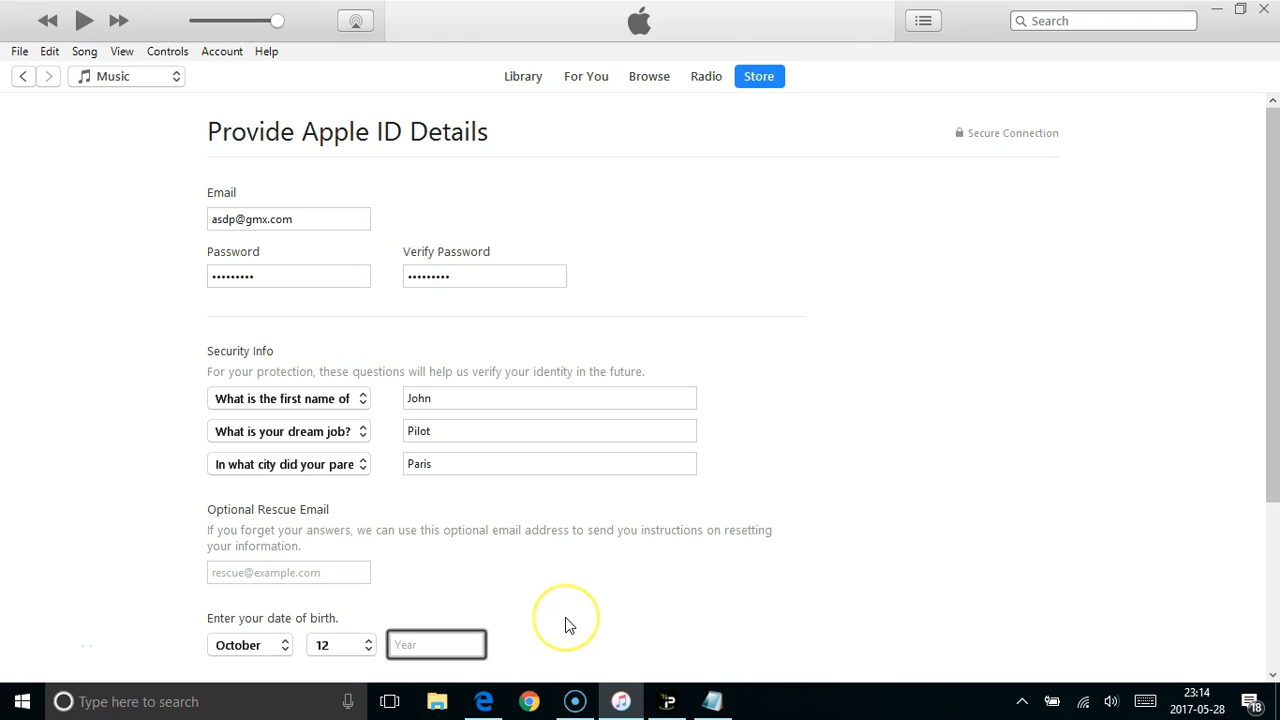 Search
File Edit Song View Controls Account Help
Music Library For You Browse Radio Store
Provide Apple ID Details
Secure Connection
Email
asdp@gmx.com
Password Verify Password
••••••••• •••••••••
Security Info
For your protection, these questions will help us verify your identity in the future.
What is the first name of John
What is your dream job? Pilot
In what city did your pare Paris
Optional Rescue Email
If you forget your answers, we can use this optional email address to send you instructions on resetting
your information.
rescue@example.com
Enter your date of birth.
October 12 Year
Type here to search
23:14
2017-05-28
18